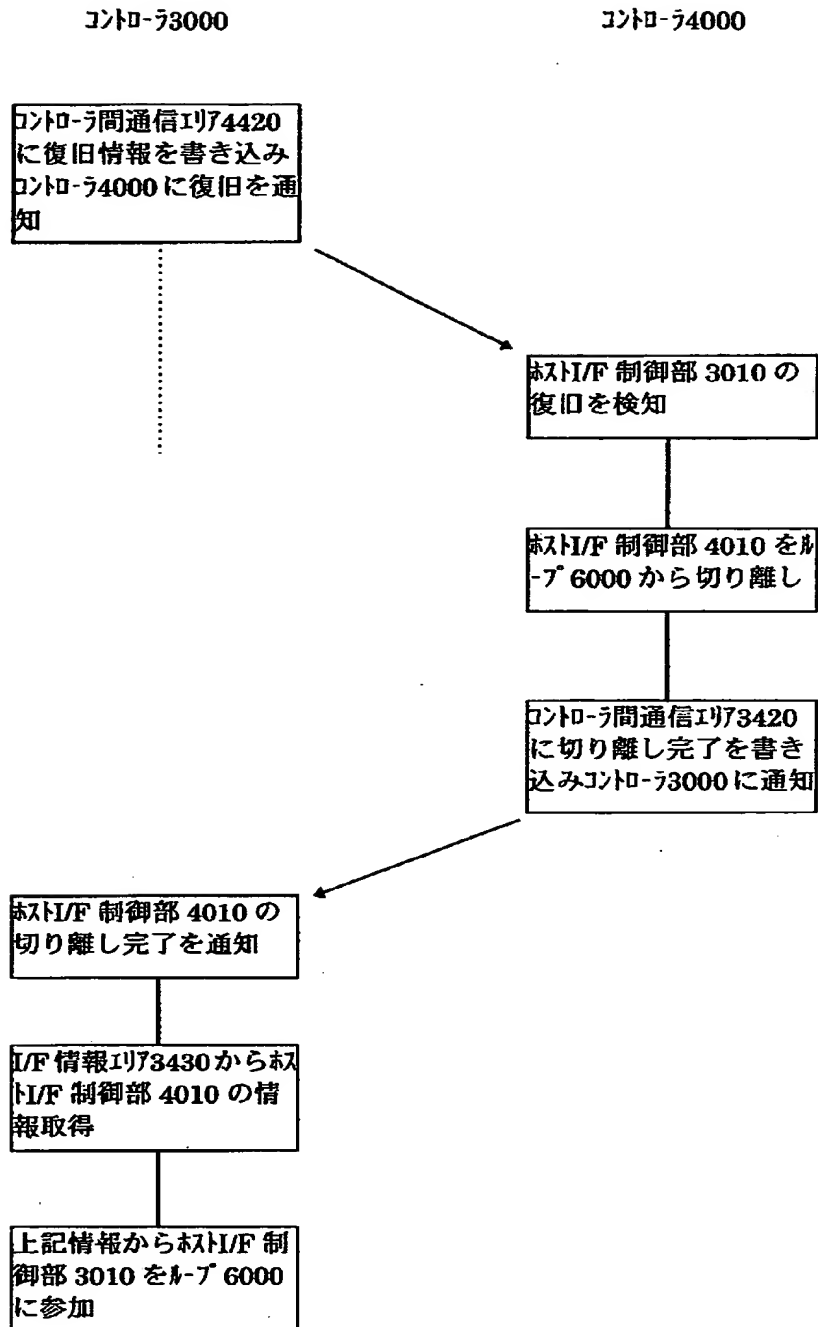 ｺﾝﾄﾛｰﾗ3000
ｺﾝﾄﾛｰﾗ4000
ｺﾝﾄﾛｰﾗ間通信ｴﾘｱ4420
に復旧情報を書き込み
ｺﾝﾄﾛｰﾗ4000に復旧を通
知
ﾎｽﾄI/F 制御部 3010 の
復旧を検知
ﾎｽﾄI/F 制御部 4010 をﾙ
ｰﾌﾟ 6000 から切り離し
ｺﾝﾄﾛｰﾗ間通信ｴﾘｱ3420
に切り離し完了を書き
込みｺﾝﾄﾛｰﾗ3000に通知
ﾎｽﾄI/F 制御部 4010 の
切り離し完了を通知
I/F 情報ｴﾘｱ3430からﾎｽ
ﾄI/F 制御部 4010 の情
報取得
上記情報からﾎｽﾄI/F 制
御部 3010 をﾙｰﾌﾟ 6000
に参加